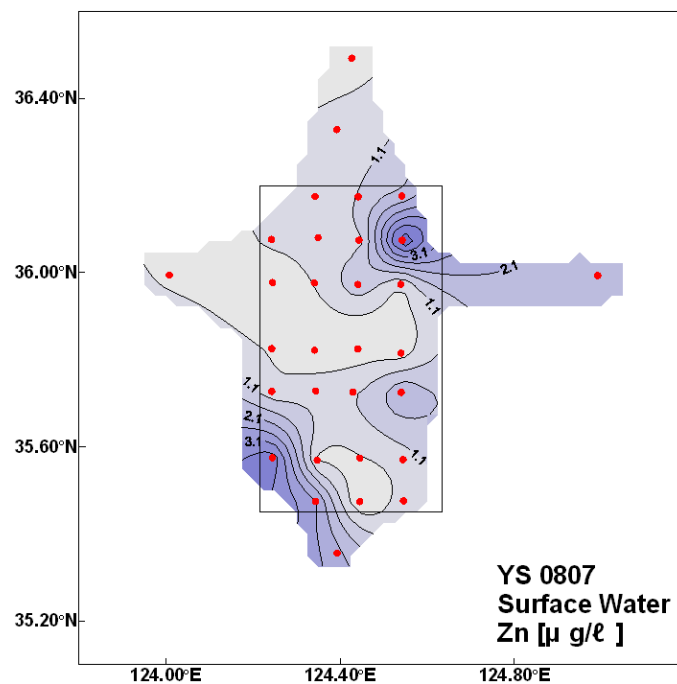 36.40°N
1.1
3.1
36.00°N
2.1
1.1
1.1
2.1
35.60°N
3.1
1.1
YS 0807
Surface Water
Zn [µ g/ℓ ]
35.20°N
124.00°E 124.40°E 124.80°E